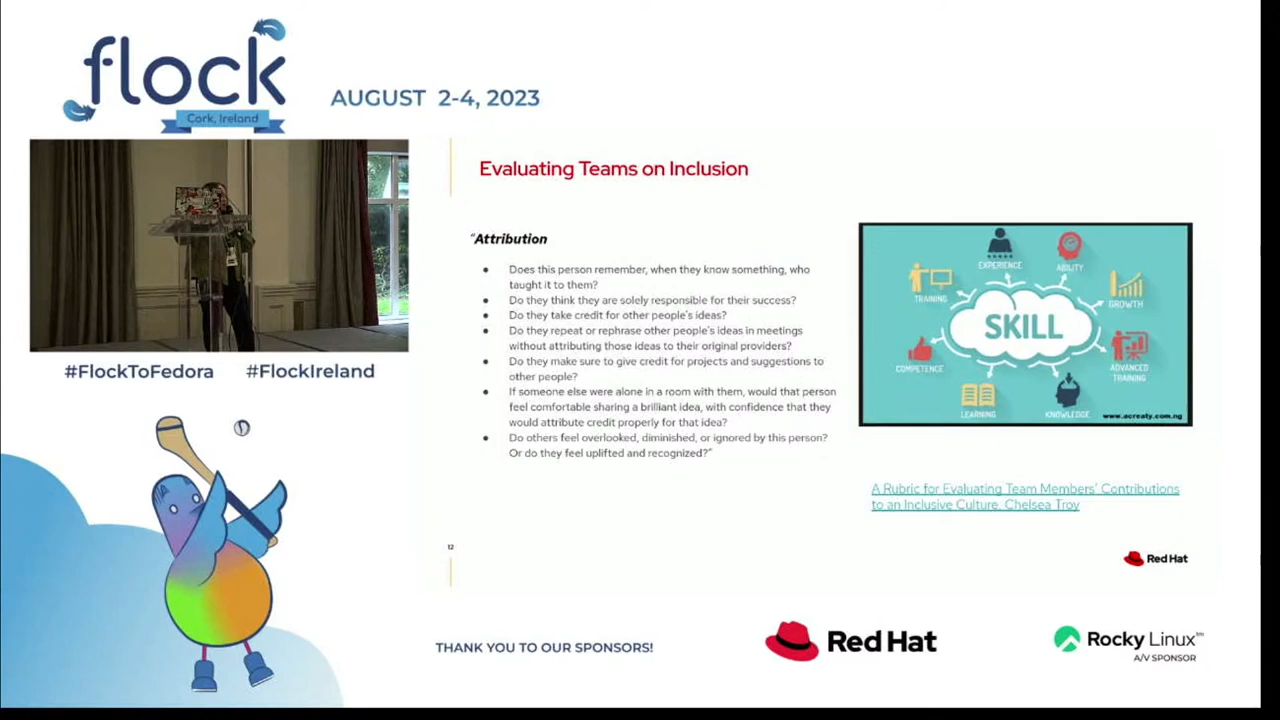 flock
Cork, Ireland
AUGUST 2-4, 2023
#FlockToFedora #FlockIreland
Evaluating Teams on Inclusion
“Attribution
● Does this person remember, when they know something, who
taught it to them?
● Do they think they are solely responsible for their success?
● Do they take credit for other people's ideas?
● Do they repeat or rephrase other people's ideas in meetings
without attributing those ideas to their original providers?
● Do they make sure to give credit for projects and suggestions to
other people?
● If someone else were alone in a room with them, would that person
feel comfortable sharing a brilliant idea, with confidence that they
would attribute credit properly for that idea?
● Do others feel overlooked, diminished, or ignored by this person?
Or do they feel uplifted and recognized?”
EXPERIENCE
ABILITY
TRAINING
GROWTH
SKILL
COMPETENCE
ADVANCED
TRAINING
LEARNING
KNOWLEDGE
www.acreaty.com.ng
A Rubric for Evaluating Team Members' Contributions
to an Inclusive Culture, Chelsea Troy
12
Red Hat
THANK YOU TO OUR SPONSORS!
Red Hat
Rocky Linux™
A/V SPONSOR